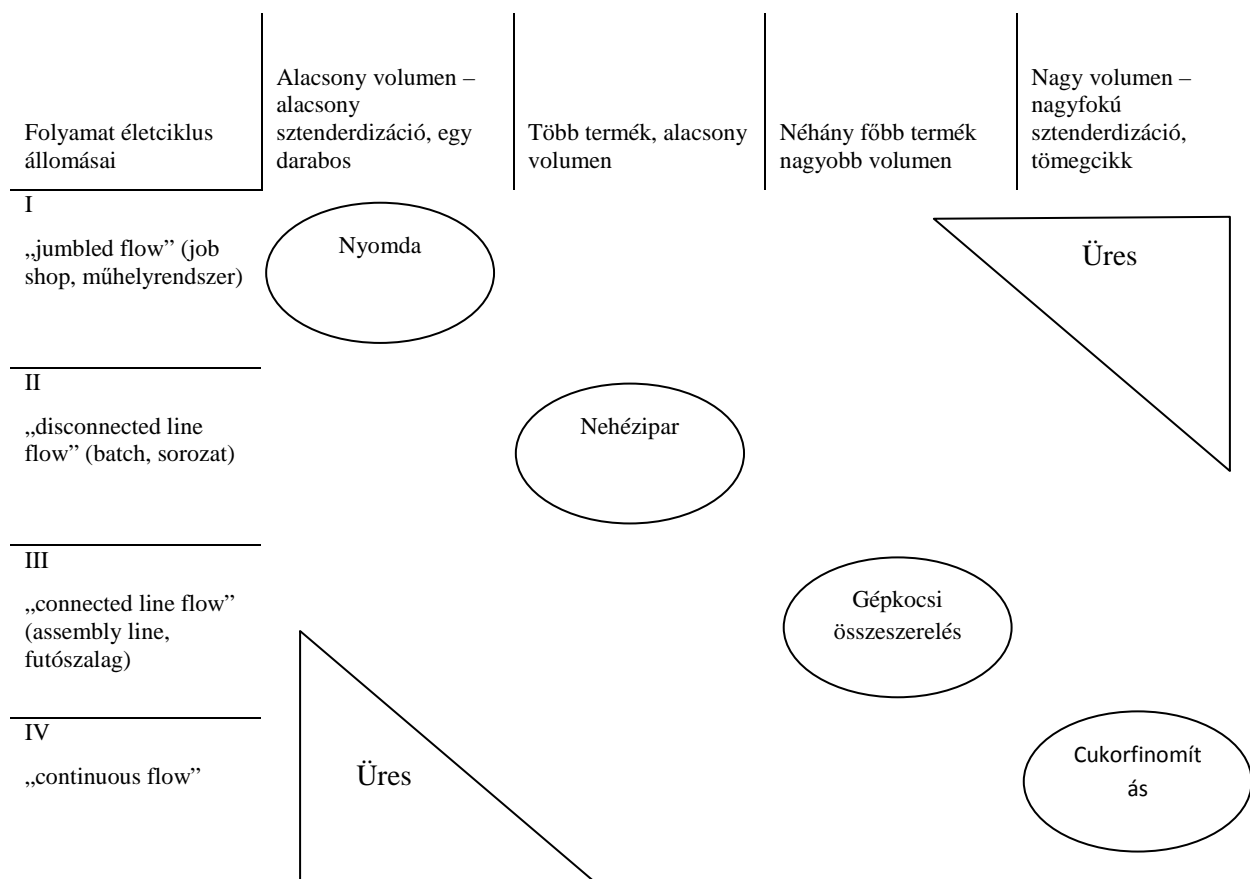 Folyamat életciklus
állomásai
Alacsony volumen –
alacsony
sztenderdizáció, egy
darabos
Több termék, alacsony
volumen
Néhány főbb termék
nagyobb volumen
Nagy volumen –
nagyfokú
sztenderdizáció,
tömegcikk
I
„jumbled flow” (job
shop, műhelyrendszer)
Nyomda
Üres
II
„disconnected line
flow” (batch, sorozat)
Nehézipar
III
„connected line flow”
(assembly line,
futószalag)
Gépkocsi
összeszerelés
IV
„continuous flow”
Üres
Cukorfinomít
ás